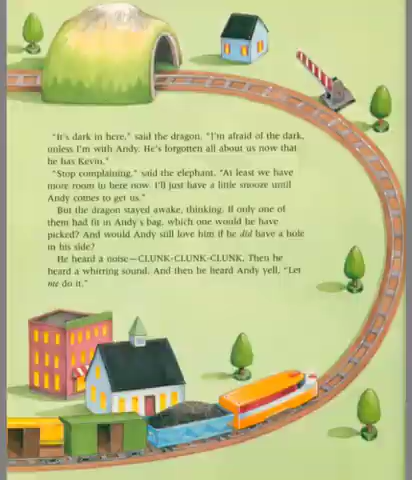 "It's dark in here," said the dragon. "I'm afraid of the dark,
unless I'm with Andy. He's forgotten all about us now that
he has Kevin."
"Stop complaining," said the elephant. "At least we have
more room in here now. I'll just have a little snooze until
Andy comes to get us."
But the dragon stayed awake, thinking. If only one of
them had fit in Andy's bag, which one would he have
picked? And would Andy still love him if he did have a hole
in his side?
He heard a noise—CLUNK-CLUNK-CLUNK. Then he
heard a whirring sound. And then he heard Andy yell, "Let
me do it."